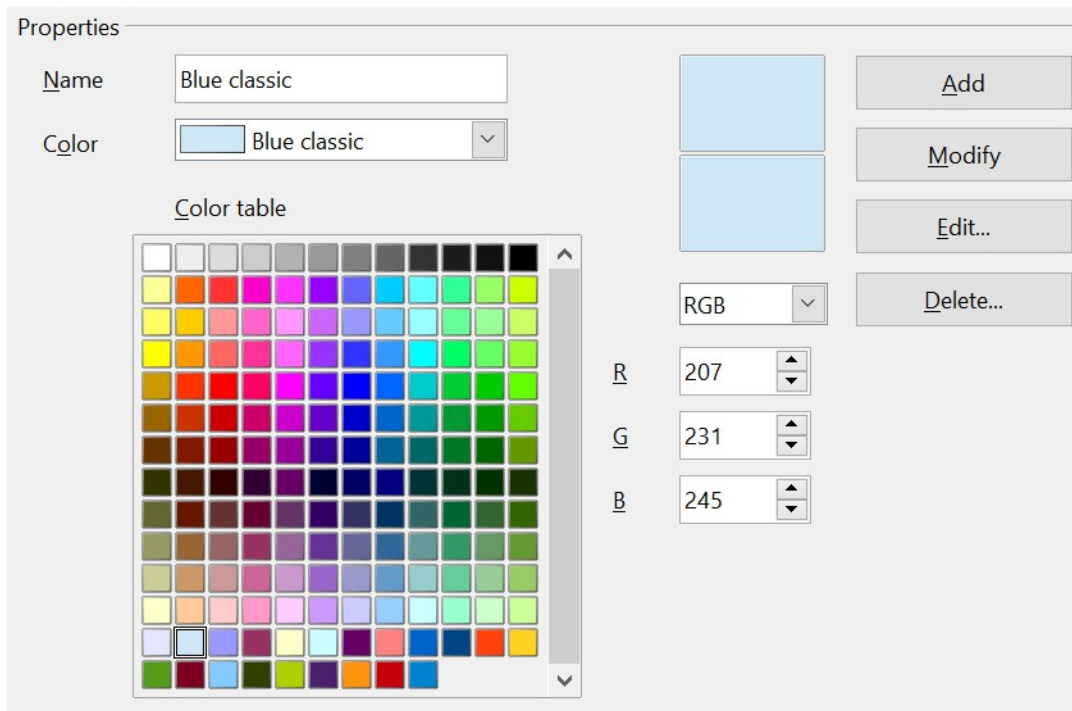 Properties
Name
Blue classic
Add
Color
Blue classic
Modify
Color table
Edit...
RGB
Delete...
R
207
G
231
B
245